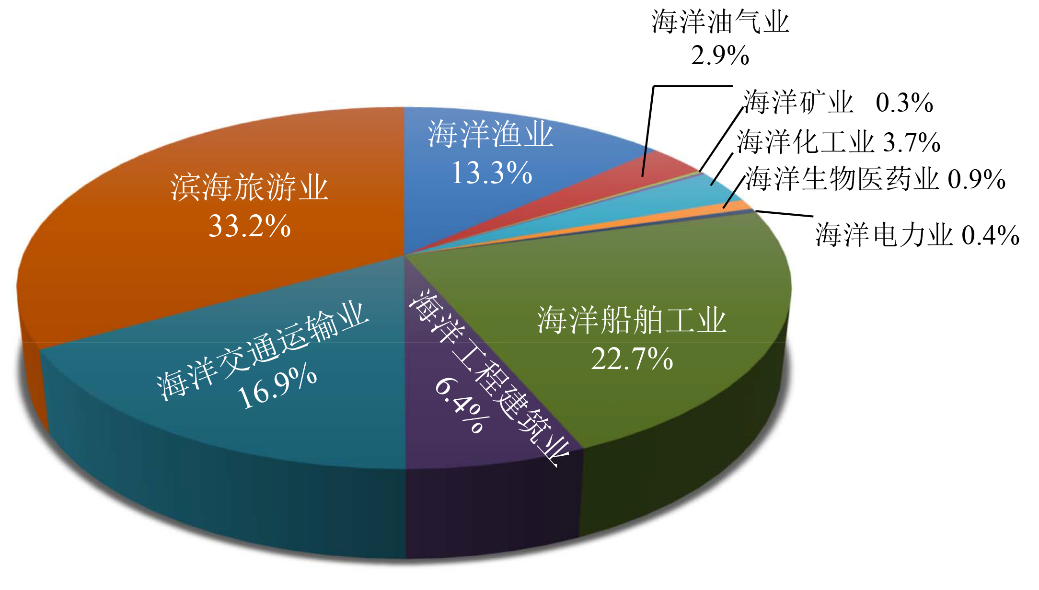 海洋油气业
2.9%
海洋矿业 0.3%
海洋化工业 3.7%
海洋生物医药业 0.9%
海洋电力业 0.4%
海洋渔业
13.3%
滨海旅游业
33.2%
海洋船舶工业
22.7%
海洋工程建筑业
6.4%
海洋交通运输业
16.9%